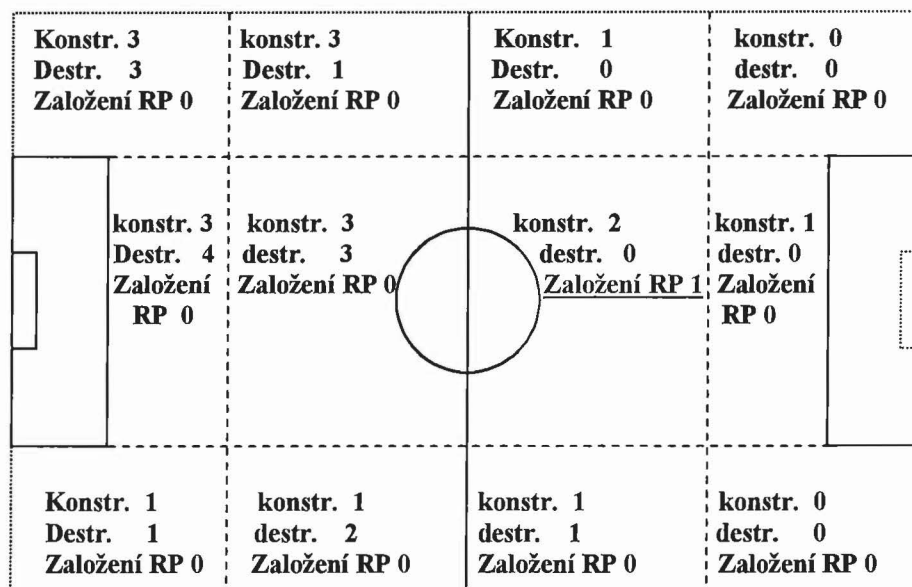 Konstr. 3
Destr. 3
Založení RP 0
konstr. 3
Destr. 1
Založení RP 0
Konstr. 1
Destr. 0
Založení RP 0
konstr. 0
destr. 0
Založení RP 0
konstr. 3
Destr. 4
Založení
RP 0
konstr. 3
destr. 3
Založení RP 0
konstr. 2
destr. 0
Založení RP 1
konstr. 1
destr. 0
Založení
RP 0
Konstr. 1
Destr. 1
Založení RP 0
konstr. 1
destr. 2
Založení RP 0
konstr. 1
destr. 1
Založení RP 0
konstr. 0
destr. 0
Založení RP 0